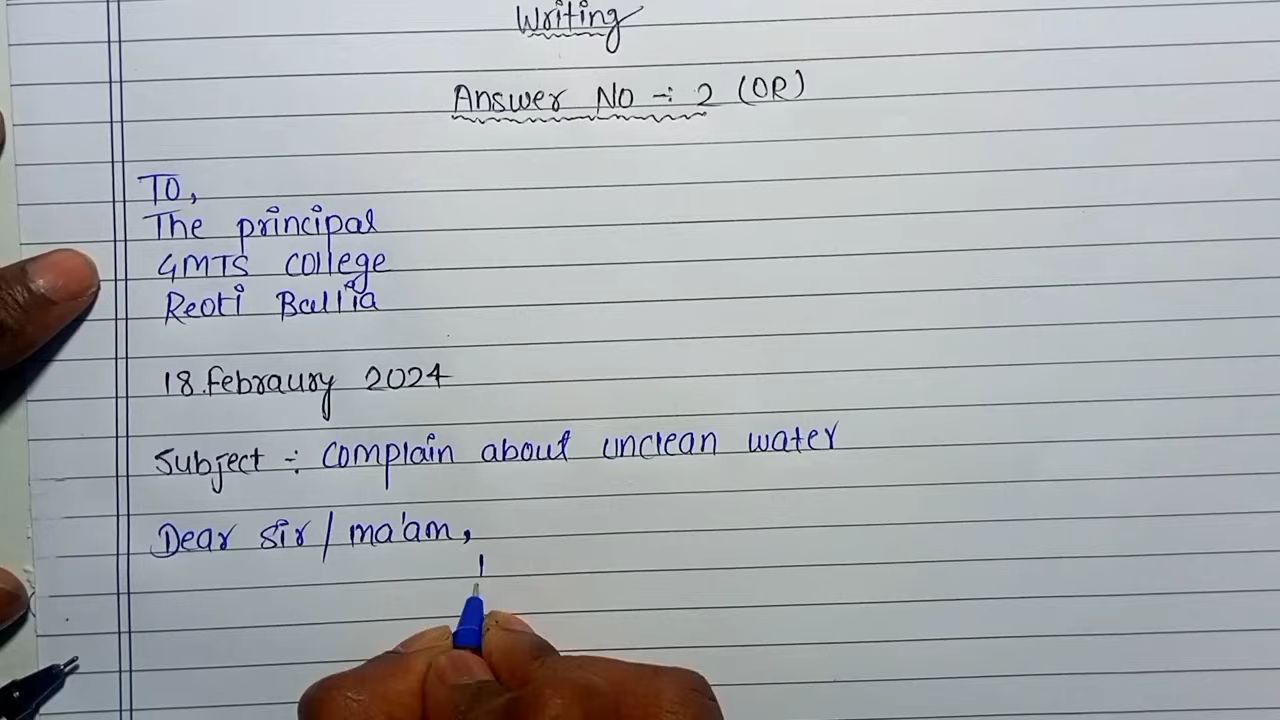 Writing
Answer No -: 2 (OR)
TO,
The principal
GMTS college
Reoti Ballia
18.Febraury 2024
Subject -: complain about unclean water
Dear sir / ma'am,